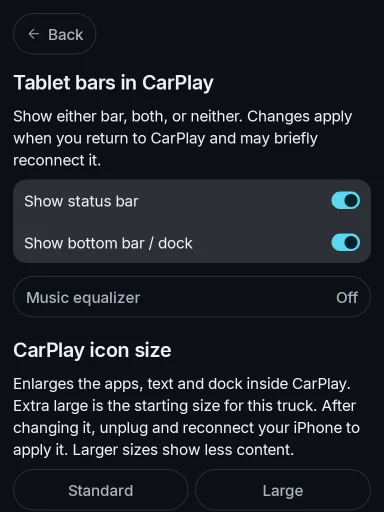 Back
Tablet bars in CarPlay
Show either bar, both, or neither. Changes apply
when you return to CarPlay and may briefly
reconnect it.
Show status bar
Show bottom bar / dock
Music equalizer Off
CarPlay icon size
Enlarges the apps, text and dock inside CarPlay.
Extra large is the starting size for this truck. After
changing it, unplug and reconnect your iPhone to
apply it. Larger sizes show less content.
Standard Large